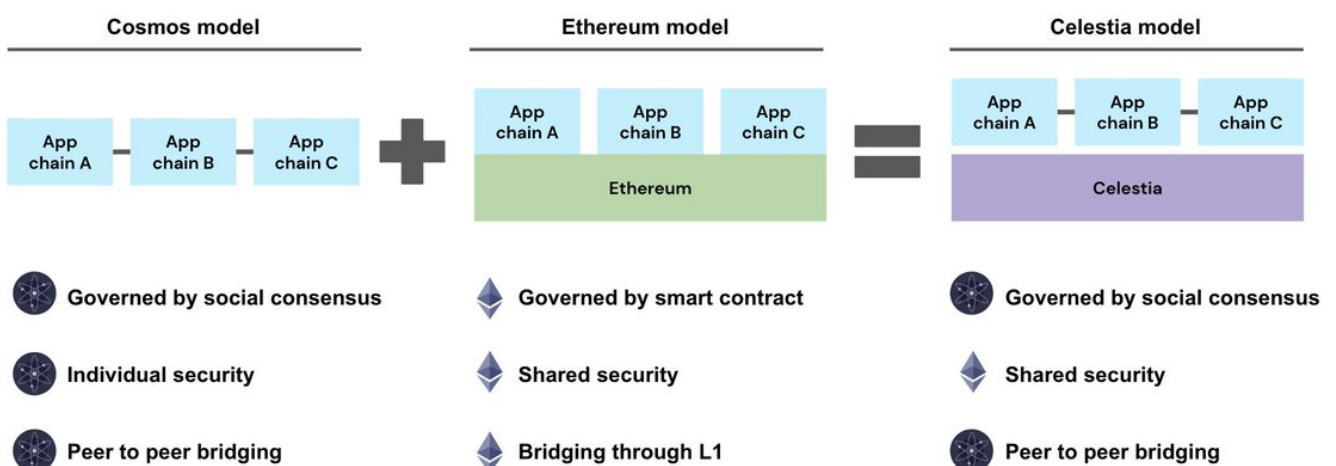 Cosmos model
Ethereum model
Celestia model
App
chain A
App
chain B
App
chain C
App
chain A
App
chain B
App
chain C
Ethereum
App
chain A
App
chain B
App
chain C
Celestia
Governed by social consensus
Governed by smart contract
Governed by social consensus
Individual security
Shared security
Shared security
Peer to peer bridging
Bridging through L1
Peer to peer bridging